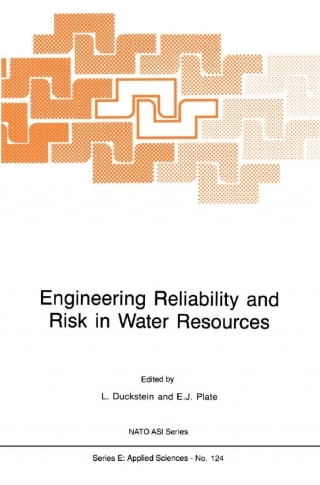 Engineering Reliability and
Risk in Water Resources
Edited by
L. Duckstein and E.J. Plate
NATO ASI Series
Series E: Applied Sciences - No. 124